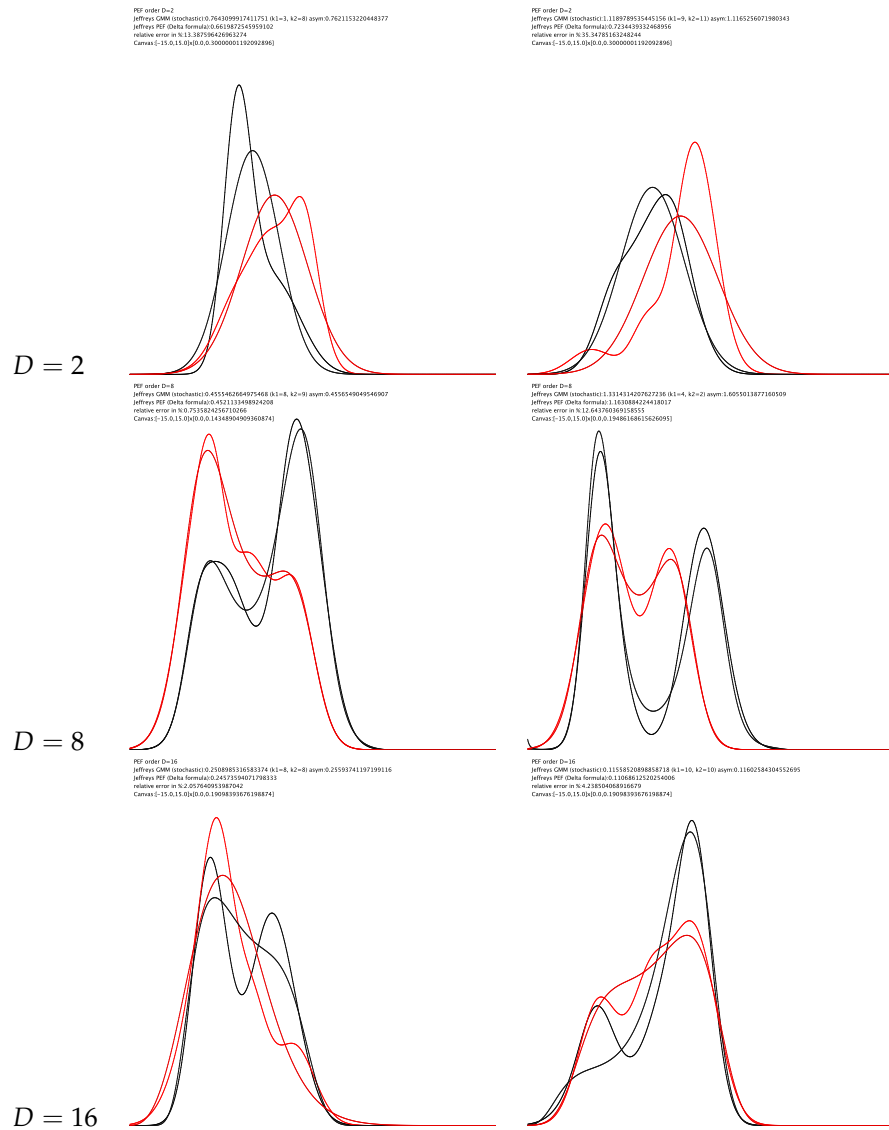 PEF order D=2
Jeffreys GMM (stochastic):0.7643099917411751 (k1=3, k2=8) asym:0.7621153220448377
Jeffreys PEF (Delta formula):0.6619872545959102
relative error in %:13.387596426963274
Canvas:[−15.0,15.0]x[0.0,0.30000001192092896]
PEF order D=2
Jeffreys GMM (stochastic):1.1189789535445156 (k1=9, k2=11) asym:1.1165256071980343
Jeffreys PEF (Delta formula):0.7234439332468956
relative error in %:35.34785163248244
Canvas:[−15.0,15.0]x[0.0,0.30000001192092896]
D = 2
PEF order D=8
Jeffreys GMM (stochastic):0.4555462664975468 (k1=8, k2=9) asym:0.4556549049546907
Jeffreys PEF (Delta formula):0.4521133498924208
relative error in %:0.7535824256710266
Canvas:[−15.0,15.0]x[0.0,0.14348904909360874]
PEF order D=8
Jeffreys GMM (stochastic):1.3314314207627236 (k1=4, k2=2) asym:1.6055013877160509
Jeffreys PEF (Delta formula):1.1630884224418017
relative error in %:12.643760369158555
Canvas:[−15.0,15.0]x[0.0,0.19486168615626095]
D = 8
PEF order D=16
Jeffreys GMM (stochastic):0.2508985316583374 (k1=8, k2=8) asym:0.25593741197199116
Jeffreys PEF (Delta formula):0.24573594071798333
relative error in %:2.057640953987042
Canvas:[−15.0,15.0]x[0.0,0.19098393676198874]
PEF order D=16
Jeffreys GMM (stochastic):0.11558520898858718 (k1=10, k2=10) asym:0.11602584304552695
Jeffreys PEF (Delta formula):0.11068612520254006
relative error in %:4.238504068916679
Canvas:[−15.0,15.0]x[0.0,0.19098393676198874]
D = 16